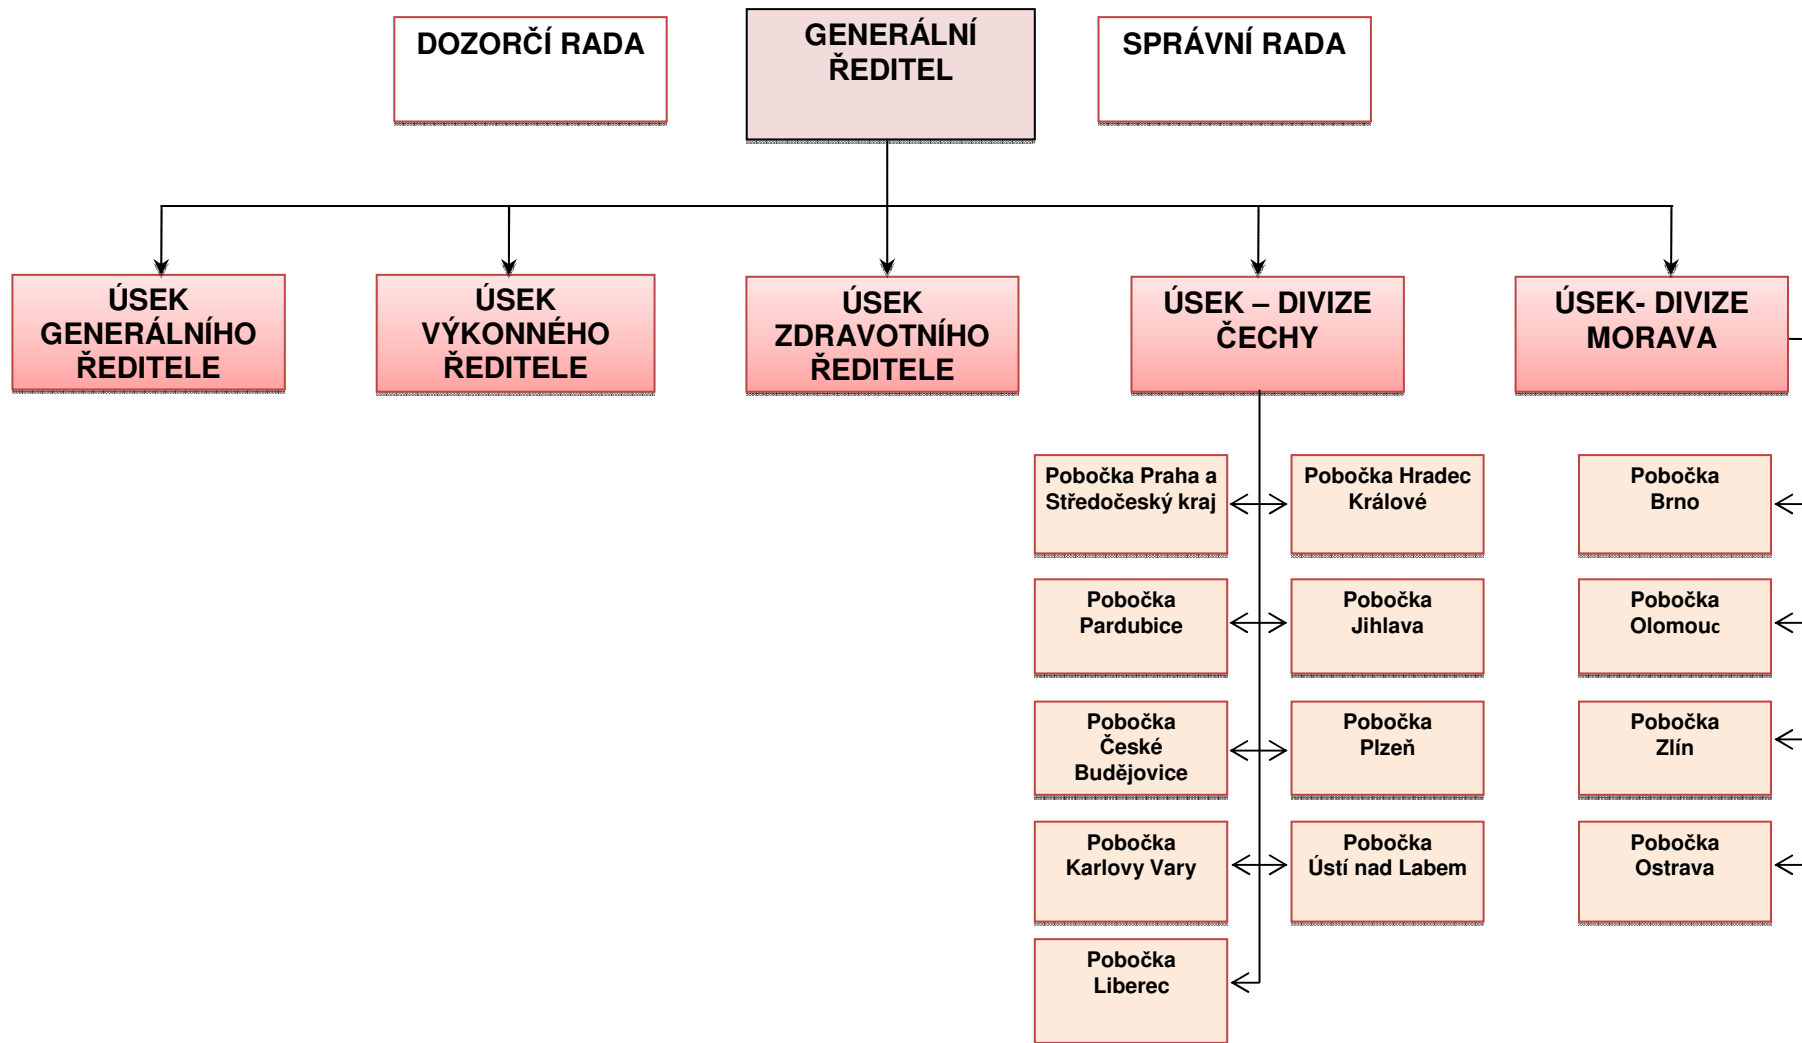 DOZORČÍ RADA
GENERÁLNÍ
ŘEDITEL
SPRÁVNÍ RADA
ÚSEK
GENERÁLNÍHO
ŘEDITELE
ÚSEK
VÝKONNÉHO
ŘEDITELE
ÚSEK
ZDRAVOTNÍHO
ŘEDITELE
ÚSEK – DIVIZE
ČECHY
ÚSEK- DIVIZE
MORAVA
Pobočka Praha a
Středočeský kraj
Pobočka Hradec
Králové
Pobočka
Brno
Pobočka
Pardubice
Pobočka
Jihlava
Pobočka
Olomouc
Pobočka
České
Budějovice
Pobočka
Plzeň
Pobočka
Zlín
Pobočka
Karlovy Vary
Pobočka
Ústí nad Labem
Pobočka
Ostrava
Pobočka
Liberec